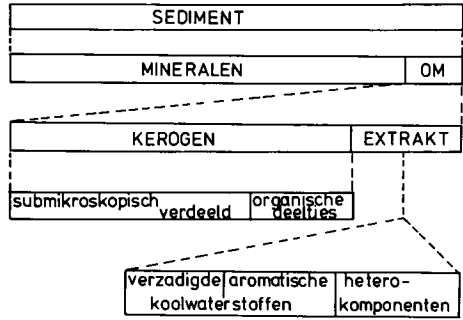 SEDIMENT
MINERALEN OM
KEROGEN EXTRAKT
submikroskopisch organische
verdeeld deeltjes
verzadigde aromatische hetero-
koolwaterstoffen komponenten